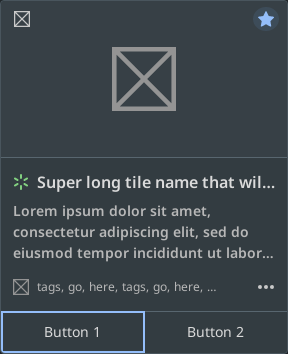 Super long tile name that wil...
Lorem ipsum dolor sit amet,
consectetur adipiscing elit, sed do
eiusmod tempor incididunt ut labor...
tags, go, here, tags, go, here, ...
Button 1
Button 2